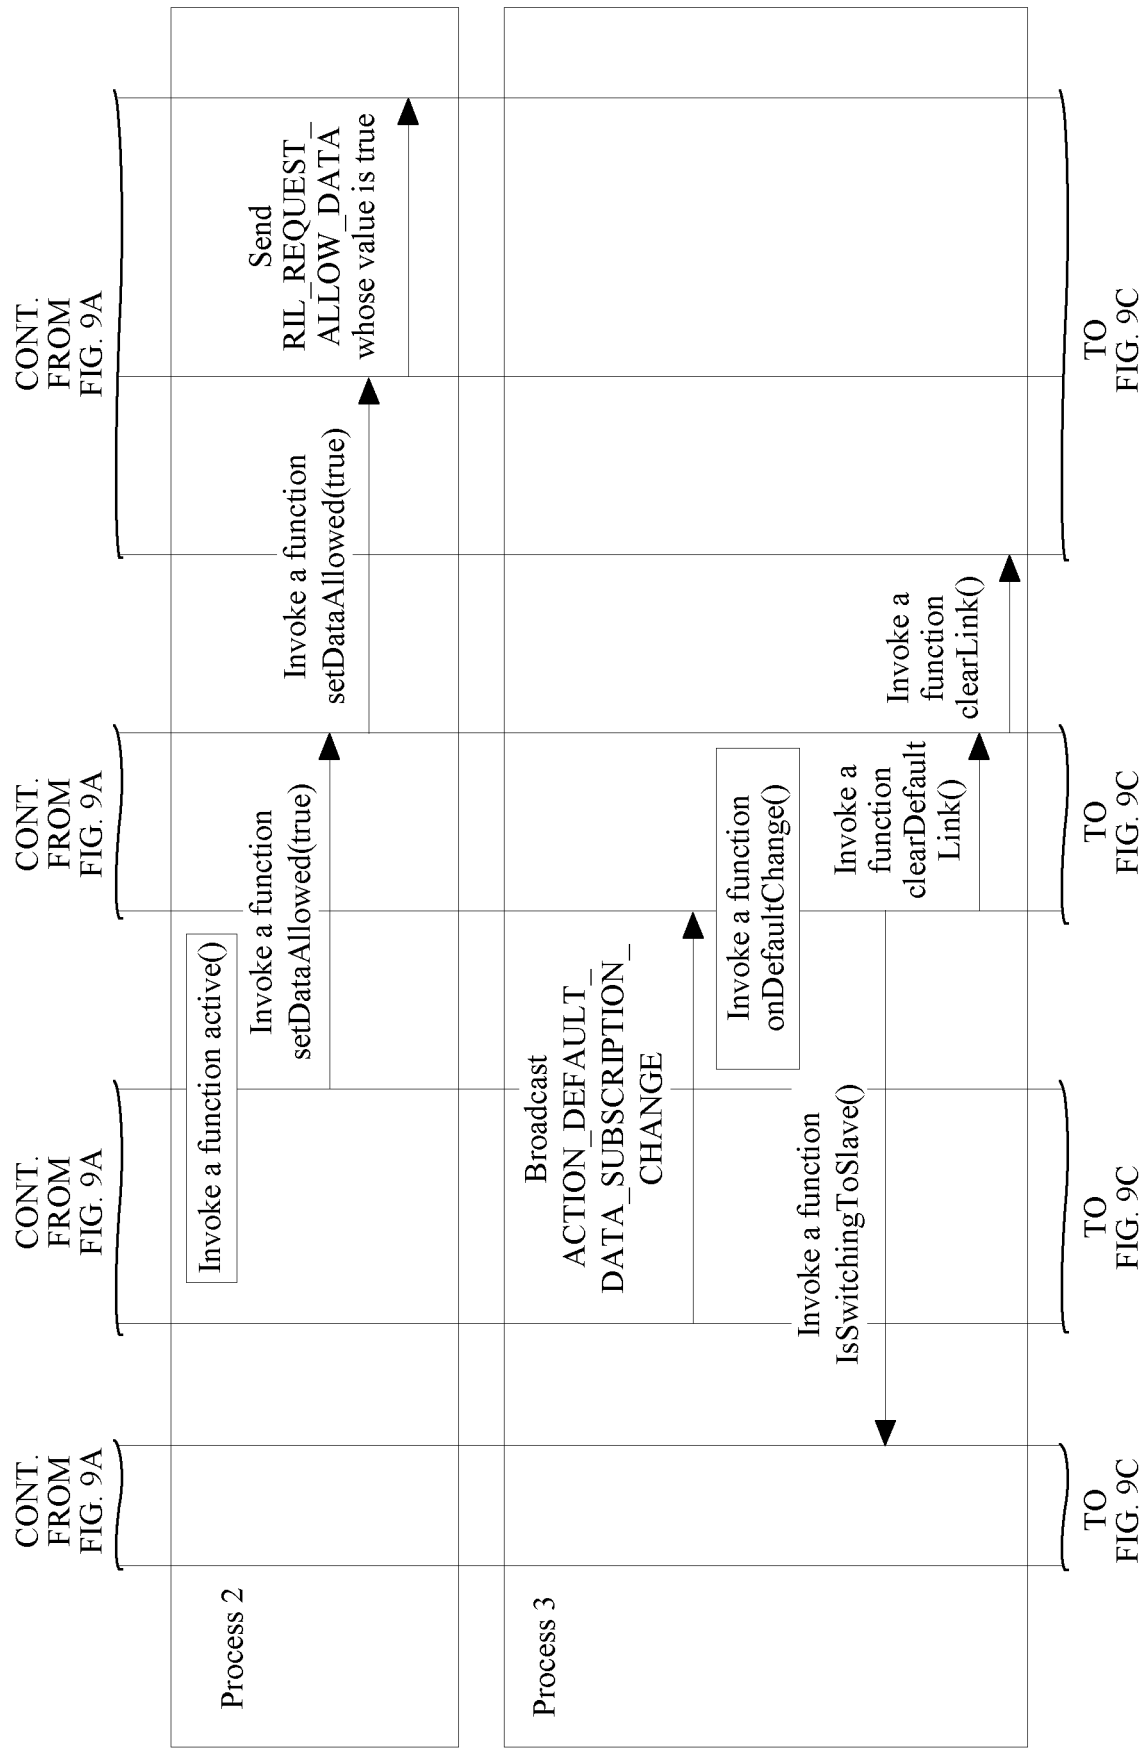 CONT.
FROM
FIG. 9A
CONT.
FROM
FIG. 9A
CONT.
FROM
FIG. 9A
CONT.
FROM
FIG. 9A
Process 2
Invoke a function active()
Invoke a function
setDataAllowed(true)
Invoke a function
setDataAllowed(true)
Send
RIL_REQUEST_
ALLOW_DATA
whose value is true
Process 3
Broadcast
ACTION_DEFAULT_
DATA_SUBSCRIPTION_
CHANGE
Invoke a function
onDefaultChange()
Invoke a function
IsSwitchingToSlave()
Invoke a
function
clearDefault
Link()
Invoke a
function
clearLink()
TO
FIG. 9C
TO
FIG. 9C
TO
FIG. 9C
TO
FIG. 9C